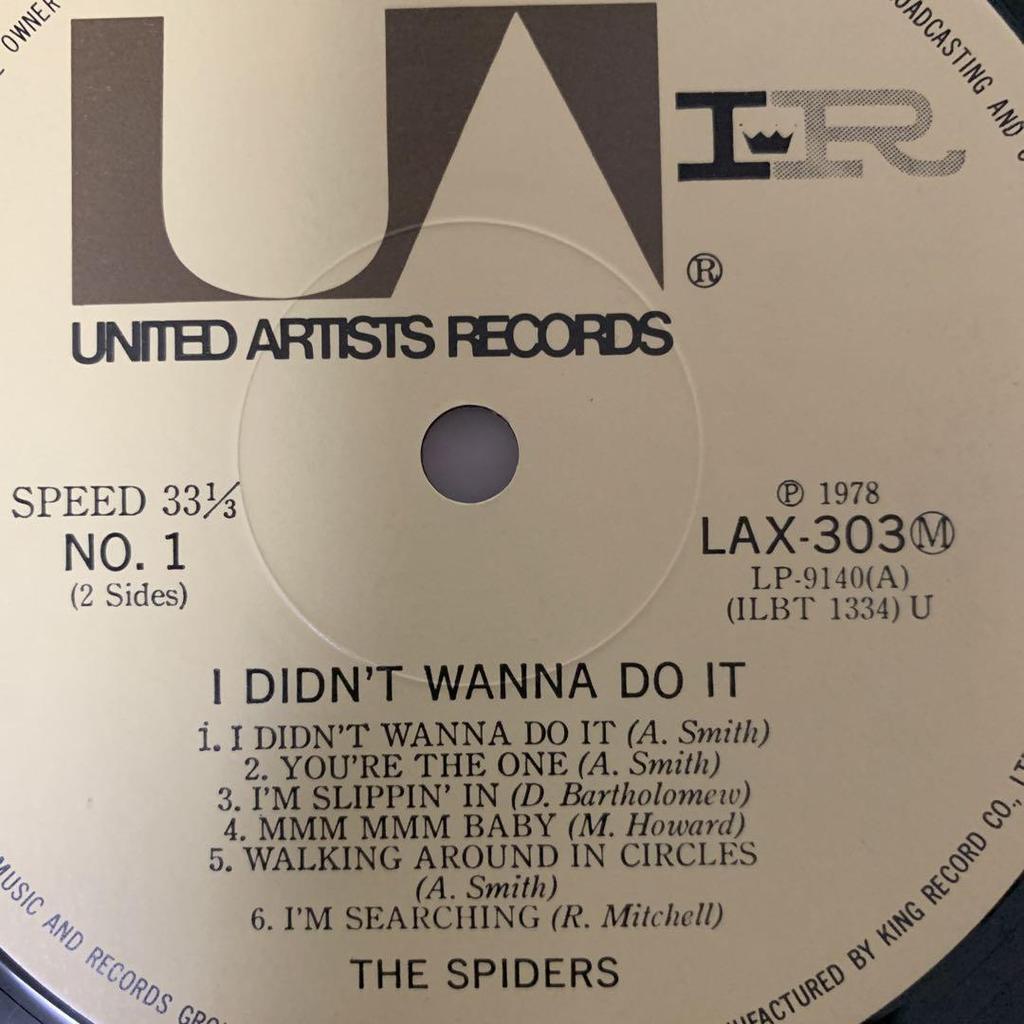 OWNER
BROADCASTING AND
UA
IR
®
UNITED ARTISTS RECORDS
SPEED 33⅓
NO. 1
(2 Sides)
Ⓟ 1978
LAX-303Ⓜ
LP-9140(A)
(ILBT 1334) U
I DIDN'T WANNA DO IT
1. I DIDN'T WANNA DO IT (A. Smith)
2. YOU'RE THE ONE (A. Smith)
3. I'M SLIPPIN' IN (D. Bartholomew)
4. MMM MMM BABY (M. Howard)
5. WALKING AROUND IN CIRCLES
(A. Smith)
6. I'M SEARCHING (R. Mitchell)
THE SPIDERS
MUSIC AND RECORDS
BY KING RECORD CO.,